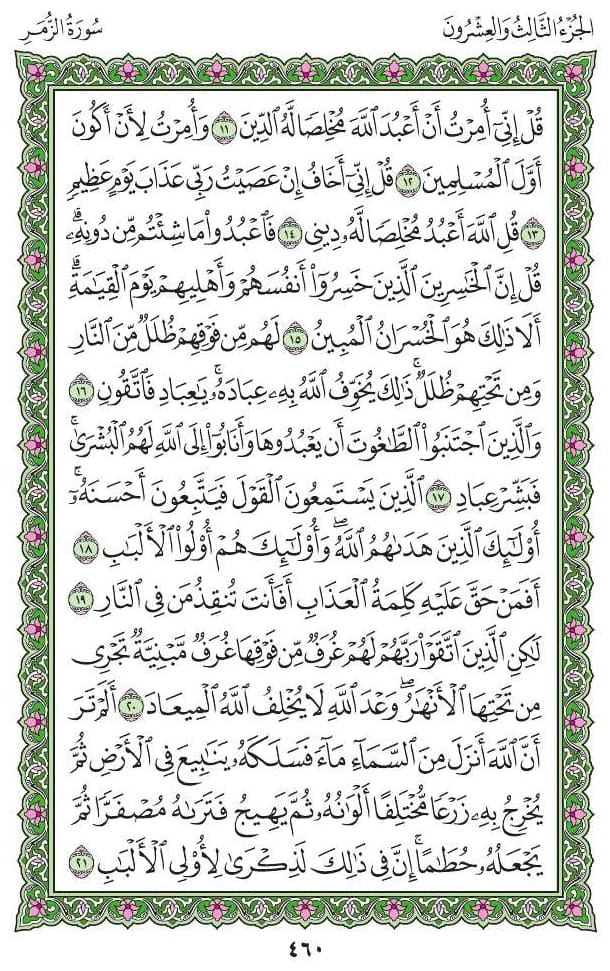 الجُزْءُ الثَّالِثُ وَالعِشْرُونَ
سُورَةُ الزُّمَرِ
قُلْ إِنِّىٓ أُمِرْتُ أَنْ أَعْبُدَ ٱللَّهَ مُخْلِصًا لَّهُ ٱلدِّينَ ١١ وَأُمِرْتُ لِأَنْ أَكُونَ
أَوَّلَ ٱلْمُسْلِمِينَ ١٢ قُلْ إِنِّىٓ أَخَافُ إِنْ عَصَيْتُ رَبِّى عَذَابَ يَوْمٍ عَظِيمٍ
١٣ قُلِ ٱللَّهَ أَعْبُدُ مُخْلِصًا لَّهُۥ دِينِى ١٤ فَٱعْبُدُوا۟ مَا شِئْتُم مِّن دُونِهِۦۗ
قُلْ إِنَّ ٱلْخَٰسِرِينَ ٱلَّذِينَ خَسِرُوٓا۟ أَنفُسَهُمْ وَأَهْلِيهِمْ يَوْمَ ٱلْقِيَٰمَةِۗ
أَلَا ذَٰلِكَ هُوَ ٱلْخُسْرَانُ ٱلْمُبِينُ ١٥ لَهُم مِّن فَوْقِهِمْ ظُلَلٌ مِّنَ ٱلنَّارِ
وَمِن تَحْتِهِمْ ظُلَلٌۚ ذَٰلِكَ يُخَوِّفُ ٱللَّهُ بِهِۦ عِبَادَهُۥۚ يَٰعِبَادِ فَٱتَّقُونِ ١٦
وَٱلَّذِينَ ٱجْتَنَبُوا۟ ٱلطَّٰغُوتَ أَن يَعْبُدُوهَا وَأَنَابُوٓا۟ إِلَى ٱللَّهِ لَهُمُ ٱلْبُشْرَىٰۚ
فَبَشِّرْ عِبَادِ ١٧ ٱلَّذِينَ يَسْتَمِعُونَ ٱلْقَوْلَ فَيَتَّبِعُونَ أَحْسَنَهُۥٓۚ
أُو۟لَٰٓئِكَ ٱلَّذِينَ هَدَىٰهُمُ ٱللَّهُۖ وَأُو۟لَٰٓئِكَ هُمْ أُو۟لُوا۟ ٱلْأَلْبَٰبِ ١٨
أَفَمَنْ حَقَّ عَلَيْهِ كَلِمَةُ ٱلْعَذَابِ أَفَأَنتَ تُنقِذُ مَن فِى ٱلنَّارِ ١٩
لَٰكِنِ ٱلَّذِينَ ٱتَّقَوْا۟ رَبَّهُمْ لَهُمْ غُرَفٌ مِّن فَوْقِهَا غُرَفٌ مَّبْنِيَّةٌ تَجْرِى
مِن تَحْتِهَا ٱلْأَنْهَٰرُۖ وَعْدَ ٱللَّهِ لَا يُخْلِفُ ٱللَّهُ ٱلْمِيعَادَ ٢٠ أَلَمْ تَرَ
أَنَّ ٱللَّهَ أَنزَلَ مِنَ ٱلسَّمَآءِ مَآءً فَسَلَكَهُۥ يَنَٰبِيعَ فِى ٱلْأَرْضِ ثُمَّ
يُخْرِجُ بِهِۦ زَرْعًا مُّخْتَلِفًا أَلْوَٰنُهُۥ ثُمَّ يَهِيجُ فَتَرَىٰهُ مُصْفَرًّا ثُمَّ
يَجْعَلُهُۥ حُطَٰمًاۚ إِنَّ فِى ذَٰلِكَ لَذِكْرَىٰ لِأُو۟لِى ٱلْأَلْبَٰبِ ٢١
٤٦٠